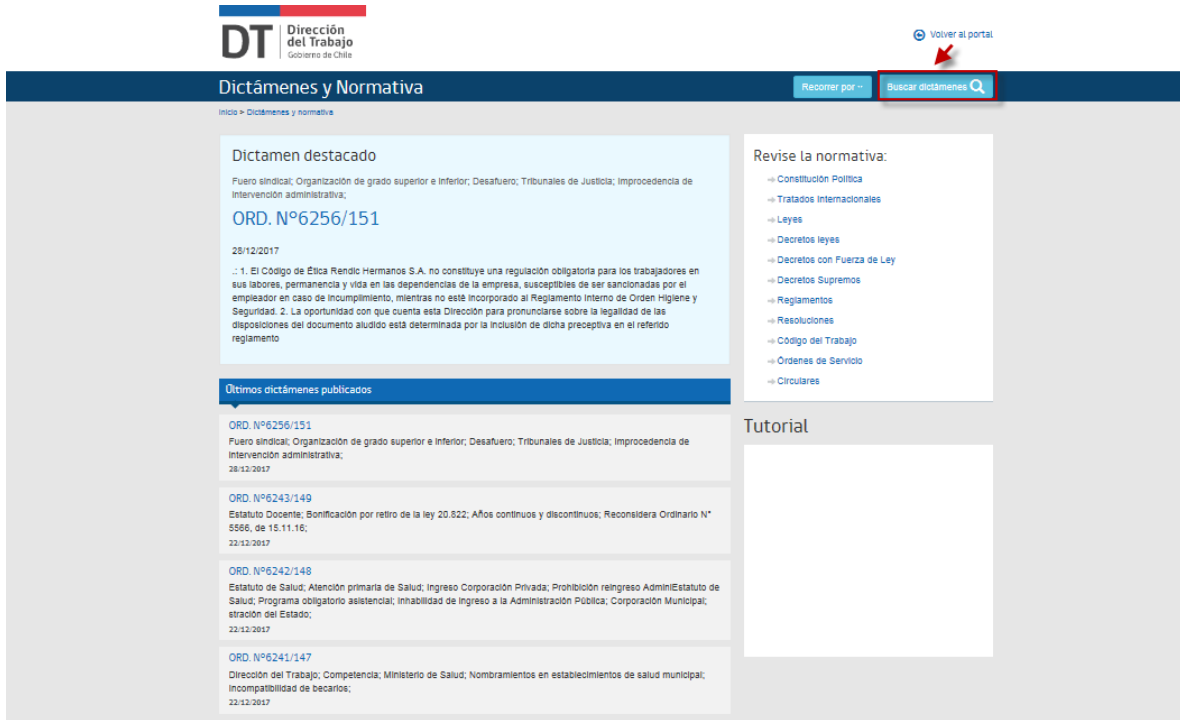 DT
Dirección
del Trabajo
Gobierno de Chile
Volver al portal
Dictámenes y Normativa
Recorrer por
Buscar dictámenes
Inicio > Dictámenes y normativa
Dictamen destacado
Fuero sindical; Organización de grado superior e inferior; Desafuero; Tribunales de Justicia; Improcedencia de
intervención administrativa;
ORD. Nº6256/151
28/12/2017
.: 1. El Código de Ética Rendic Hermanos S.A. no constituye una regulación obligatoria para los trabajadores en
sus labores, permanencia y vida en las dependencias de la empresa, susceptibles de ser sancionadas por el
empleador en caso de incumplimiento, mientras no esté incorporado al Reglamento Interno de Orden Higiene y
Seguridad. 2. La oportunidad con que cuenta esta Dirección para pronunciarse sobre la legalidad de las
disposiciones del documento aludido está determinada por la inclusión de dicha preceptiva en el referido
reglamento
Últimos dictámenes publicados
ORD. Nº6256/151
Fuero sindical; Organización de grado superior e inferior; Desafuero; Tribunales de Justicia; Improcedencia de
intervención administrativa;
28/12/2017
ORD. Nº6243/149
Estatuto Docente; Bonificación por retiro de la ley 20.822; Años continuos y discontinuos; Reconsidera Ordinario N°
5566, de 15.11.16;
22/12/2017
ORD. Nº6242/148
Estatuto de Salud; Atención primaria de Salud; Ingreso Corporación Privada; Prohibición reingreso AdminiEstatuto de
Salud; Programa obligatorio asistencial; Inhabilidad de ingreso a la Administración Pública; Corporación Municipal;
stración del Estado;
22/12/2017
ORD. Nº6241/147
Dirección del Trabajo; Competencia; Ministerio de Salud; Nombramientos en establecimientos de salud municipal;
Incompatibilidad de becarios;
22/12/2017
Revise la normativa:
Constitución Política
Tratados Internacionales
Leyes
Decretos leyes
Decretos con Fuerza de Ley
Decretos Supremos
Reglamentos
Resoluciones
Código del Trabajo
Órdenes de Servicio
Circulares
Tutorial